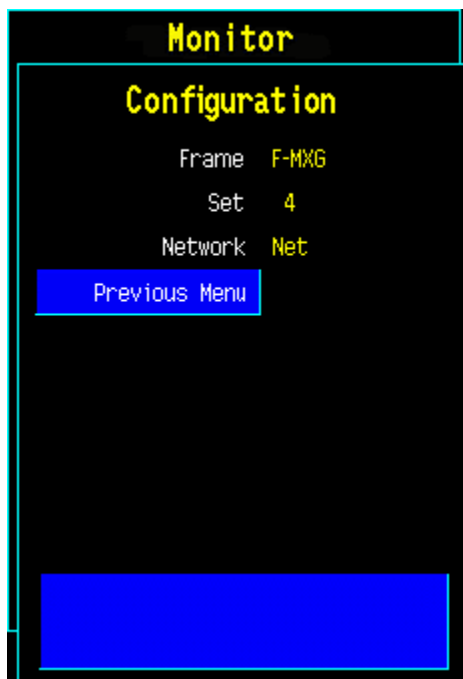 Monitor
Configuration
Frame F-MXG
Set 4
Network Net
Previous Menu